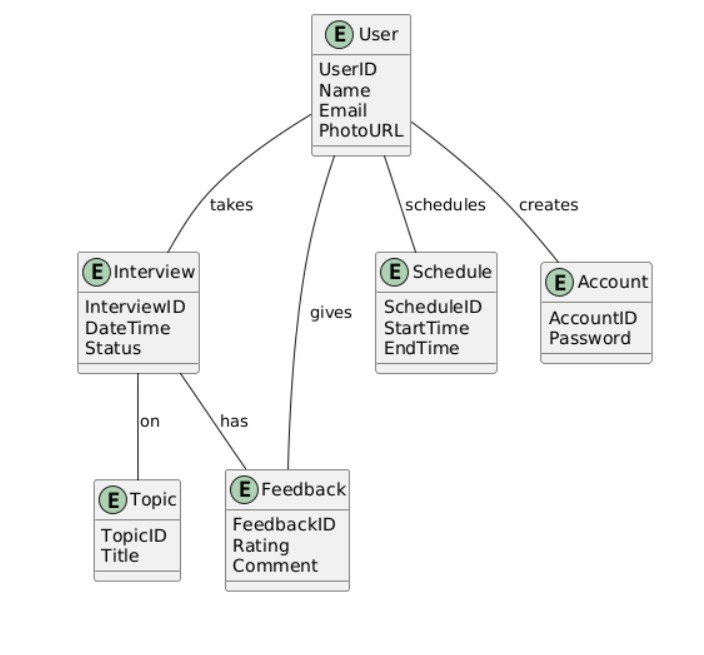 E User
UserID
Name
Email
PhotoURL
takes
schedules
creates
E Interview
InterviewID
DateTime
Status
E Schedule
ScheduleID
StartTime
EndTime
E Account
AccountID
Password
gives
on
has
E Topic
TopicID
Title
E Feedback
FeedbackID
Rating
Comment